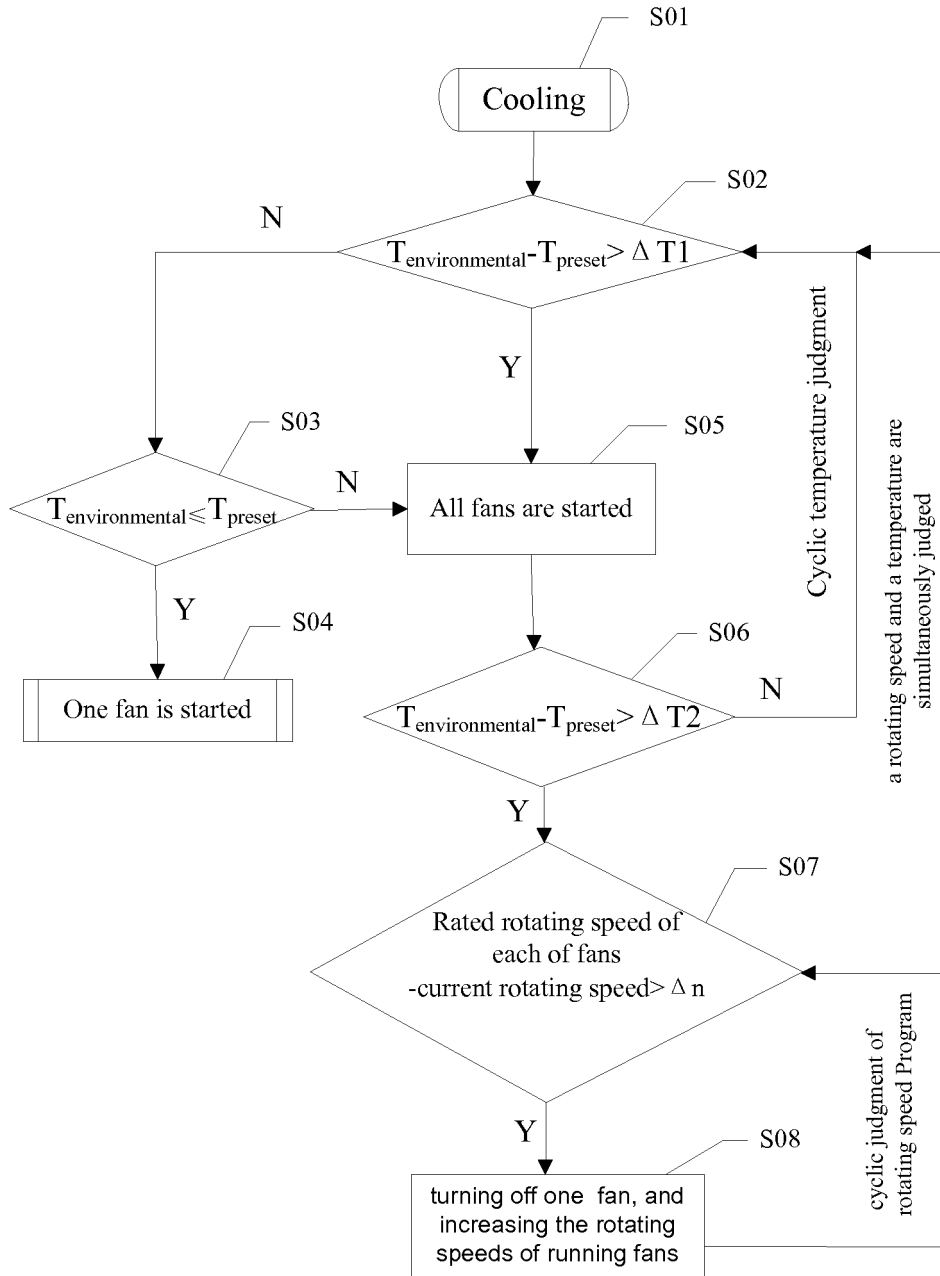 S01
Cooling
S02
N
Tenvironmental-Tpreset> Δ T1
Y
Cyclic temperature judgment
a rotating speed and a temperature are
simultaneously judged
S03
S05
Tenvironmental≤Tpreset
N
All fans are started
Y
S04
One fan is started
S06
Tenvironmental-Tpreset> Δ T2
N
Y
S07
Rated rotating speed of
each of fans
-current rotating speed> Δ n
cyclic judgment of
rotating speed Program
Y
S08
turning off one fan, and
increasing the rotating
speeds of running fans